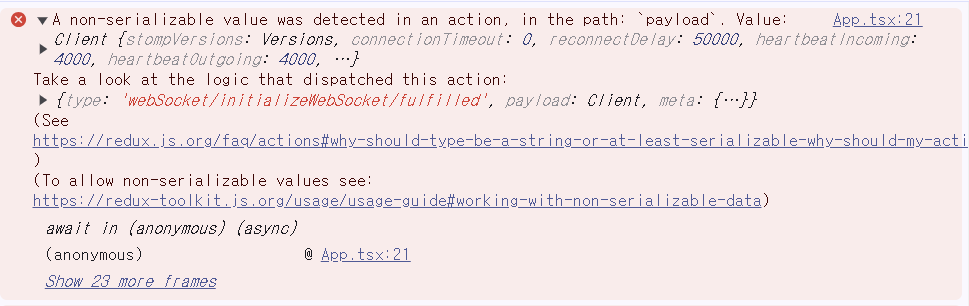 A non-serializable value was detected in an action, in the path: `payload`. Value: App.tsx:21
Client {stompVersions: Versions, connectionTimeout: 0, reconnectDelay: 50000, heartbeatIncoming:
4000, heartbeatOutgoing: 4000, …}
Take a look at the logic that dispatched this action:
{type: 'webSocket/initializeWebSocket/fulfilled', payload: Client, meta: {…}}
(See
https://redux.js.org/faq/actions#why-should-type-be-a-string-or-at-least-serializable-why-should-my-acti
)
(To allow non-serializable values see:
https://redux-toolkit.js.org/usage/usage-guide#working-with-non-serializable-data)
await in (anonymous) (async)
(anonymous) @ App.tsx:21
Show 23 more frames